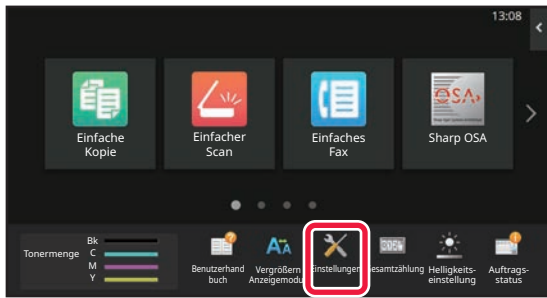 13:08
Einfache
Kopie
Einfacher
Scan
Einfaches
Fax
OSA
Sharp OSA
Tonermenge
Bk
C
M
Y
Benutzerhand
buch
Vergrößern
Anzeigemodu
Einstellungen
esamtzählung
Helligkeits-
einstellung
Auftrags-
status